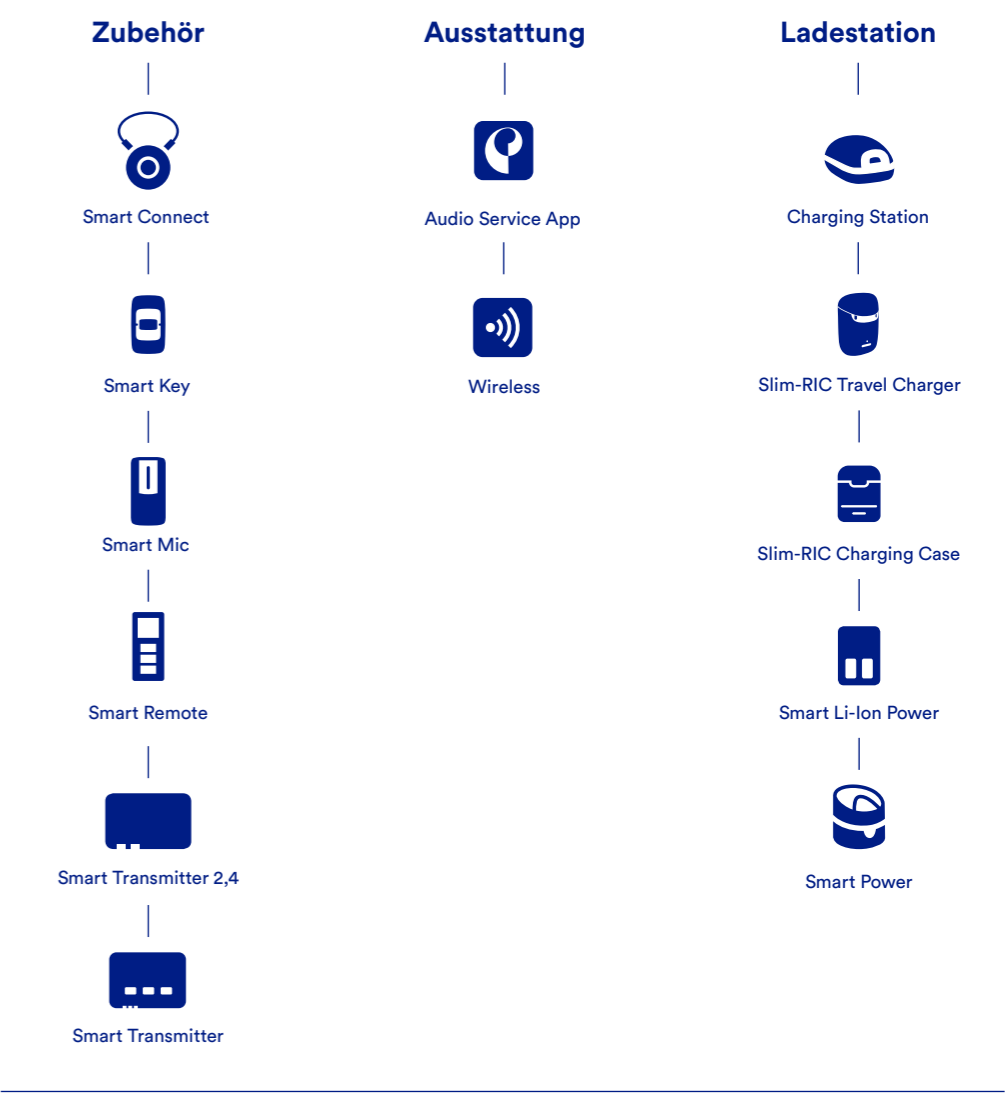 Zubehör
Smart Connect
Smart Key
Smart Mic
Smart Remote
Smart Transmitter 2,4
Smart Transmitter
Ausstattung
Audio Service App
Wireless
Ladestation
Charging Station
Slim-RIC Travel Charger
Slim-RIC Charging Case
Smart Li-Ion Power
Smart Power